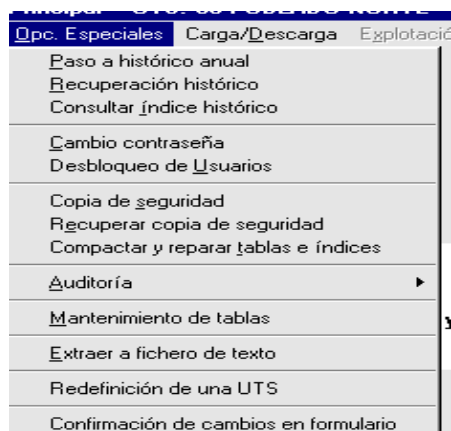 Opc. Especiales Carga/Descarga Explotació
Paso a histórico anual
Recuperación histórico
Consultar índice histórico
Cambio contraseña
Desbloqueo de Usuarios
Copia de seguridad
Recuperar copia de seguridad
Compactar y reparar tablas e índices
Auditoría
Mantenimiento de tablas
Extraer a fichero de texto
Redefinición de una UTS
Confirmación de cambios en formulario